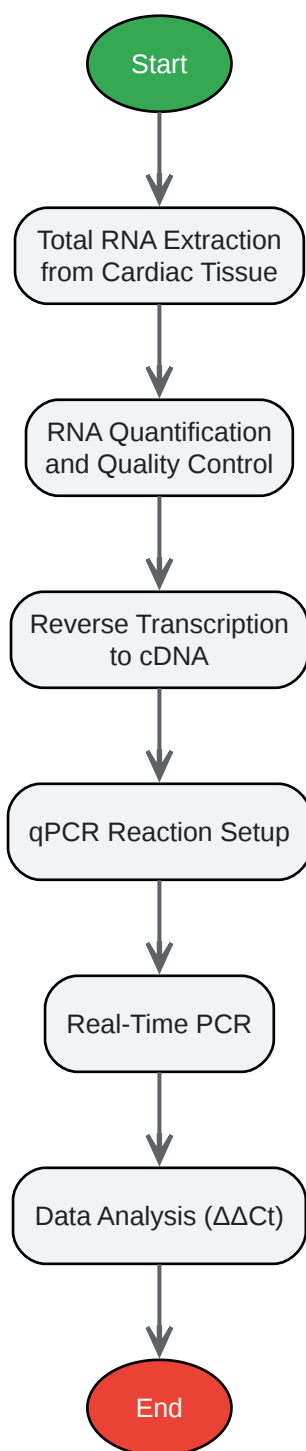 Start
Total RNA Extraction
from Cardiac Tissue
RNA Quantification
and Quality Control
Reverse Transcription
to cDNA
qPCR Reaction Setup
Real-Time PCR
Data Analysis (ΔΔCt)
End